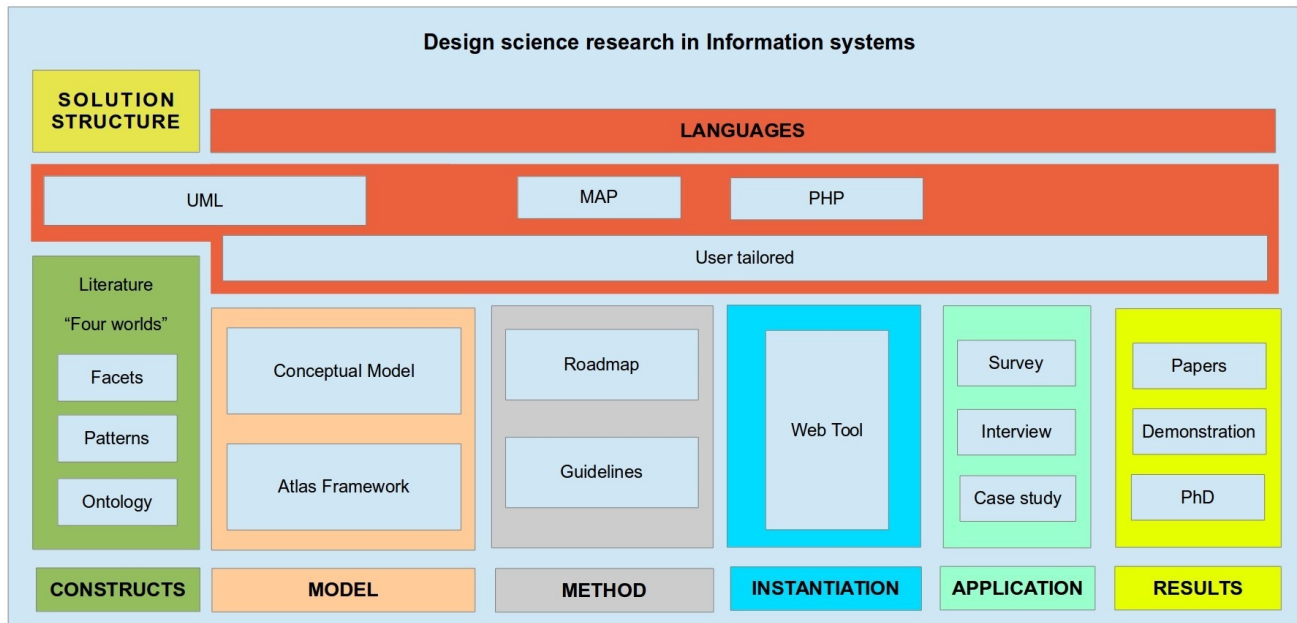 Design science research in Information systems
SOLUTION
STRUCTURE
LANGUAGES
UML
MAP
PHP
User tailored
Literature
“Four worlds”
Facets
Patterns
Ontology
Conceptual Model
Atlas Framework
Roadmap
Guidelines
Web Tool
Survey
Interview
Case study
Papers
Demonstration
PhD
CONSTRUCTS
MODEL
METHOD
INSTANTIATION
APPLICATION
RESULTS